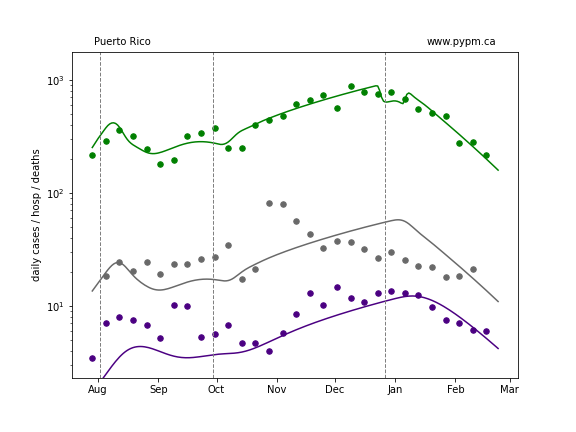 Puerto Rico
www.pypm.ca
daily cases / hosp / deaths
10³
10²
10¹
Aug
Sep
Oct
Nov
Dec
Jan
Feb
Mar